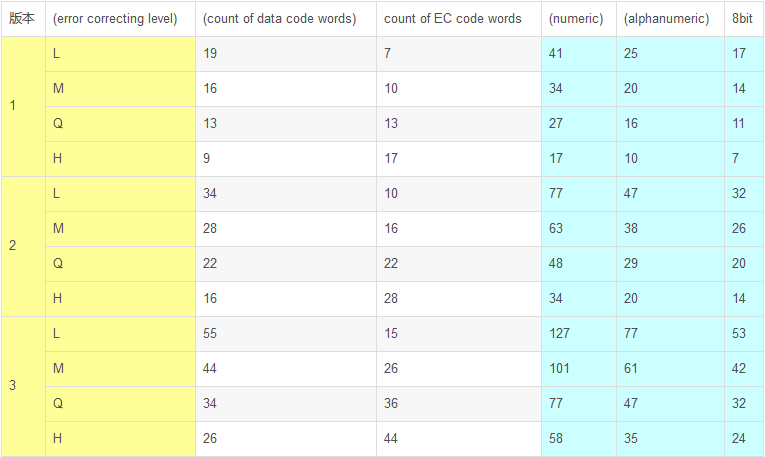 版本 (error correcting level) (count of data code words) count of EC code words (numeric) (alphanumeric) 8bit
L 19 7 41 25 17
M 16 10 34 20 14
1
Q 13 13 27 16 11
H 9 17 17 10 7
L 34 10 77 47 32
M 28 16 63 38 26
2
Q 22 22 48 29 20
H 16 28 34 20 14
L 55 15 127 77 53
M 44 26 101 61 42
3
Q 34 36 77 47 32
H 26 44 58 35 24